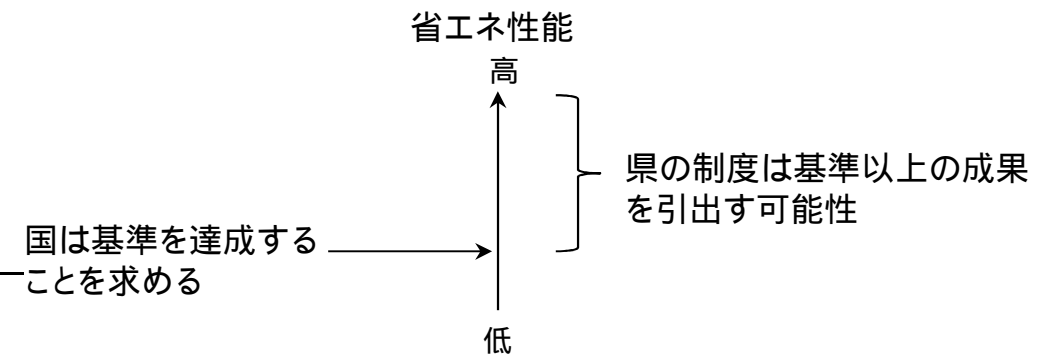 省エネ性能
高
県の制度は基準以上の成果
を引出す可能性
国は基準を達成する
ことを求める
低